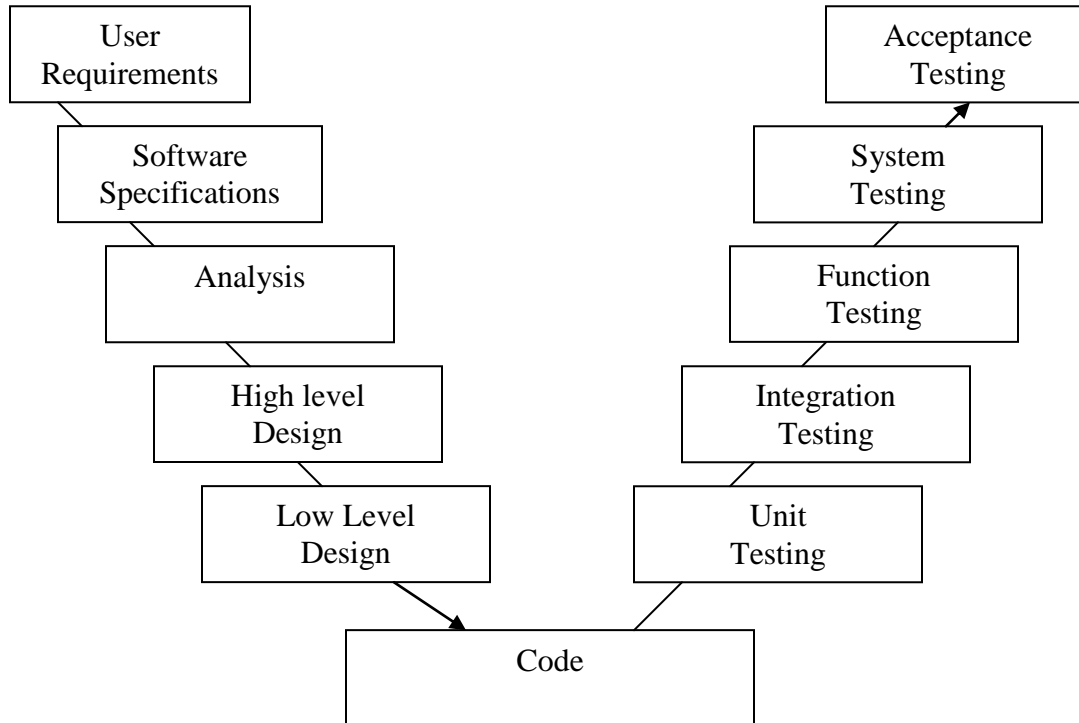 User
Requirements
Acceptance
Testing
Software
Specifications
System
Testing
Analysis
Function
Testing
High level
Design
Integration
Testing
Low Level
Design
Unit
Testing
Code